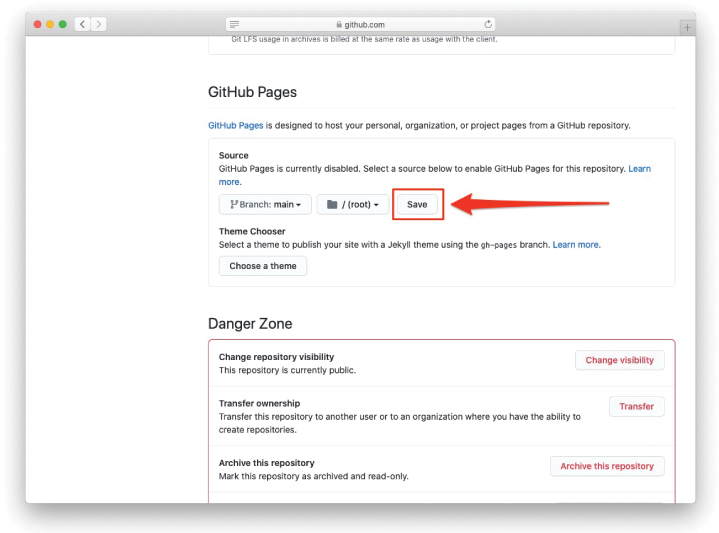 github.com
Git LFS usage in archives is billed at the same rate as usage with the client.
GitHub Pages
GitHub Pages is designed to host your personal, organization, or project pages from a GitHub repository.
Source
GitHub Pages is currently disabled. Select a source below to enable GitHub Pages for this repository. Learn
more.
Branch: main / (root) Save
Theme Chooser
Select a theme to publish your site with a Jekyll theme using the gh-pages branch. Learn more.
Choose a theme
Danger Zone
Change repository visibility
This repository is currently public.
Change visibility
Transfer ownership
Transfer this repository to another user or to an organization where you have the ability to
create repositories.
Transfer
Archive this repository
Mark this repository as archived and read-only.
Archive this repository